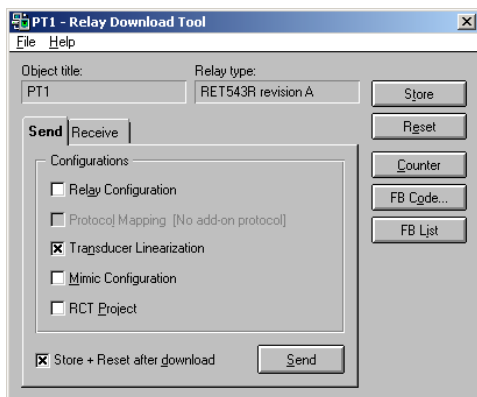 PT1 - Relay Download Tool
File Help
Object title: Relay type:
PT1 RET543R revision A
Store
Send Receive
Reset
Configurations
Counter
Relay Configuration
FB Code...
Protocol Mapping [No add-on protocol]
FB List
Transducer Linearization
Mimic Configuration
RCT Project
Store + Reset after download Send